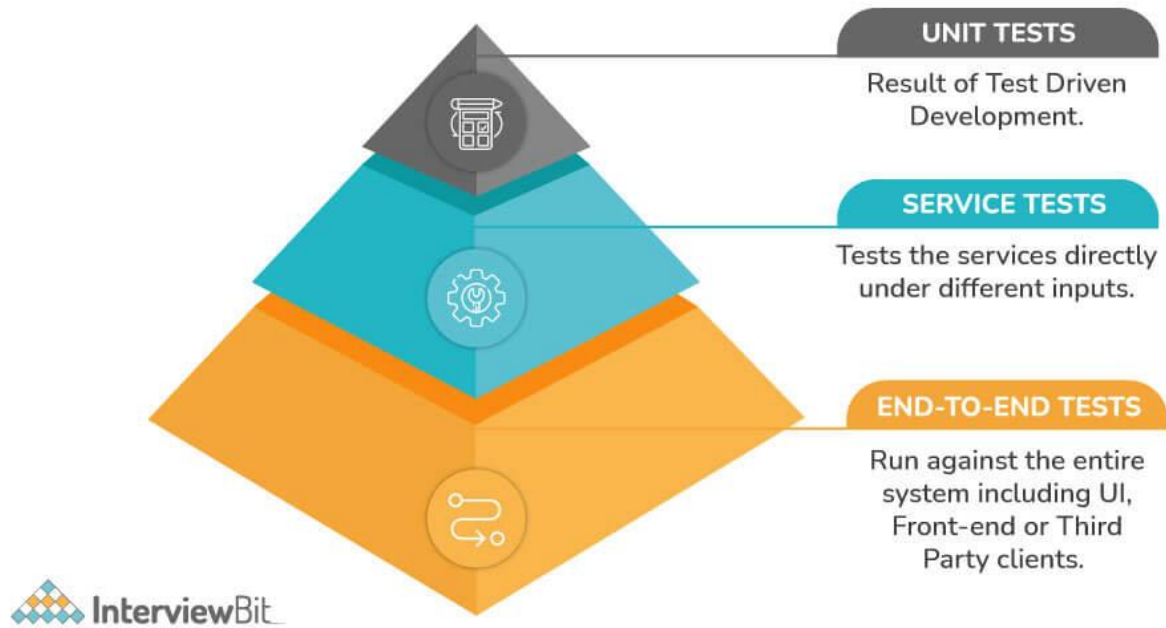 UNIT TESTS
Result of Test Driven
Development.
SERVICE TESTS
Tests the services directly
under different inputs.
END-TO-END TESTS
Run against the entire
system including UI,
Front-end or Third
Party clients.
InterviewBit